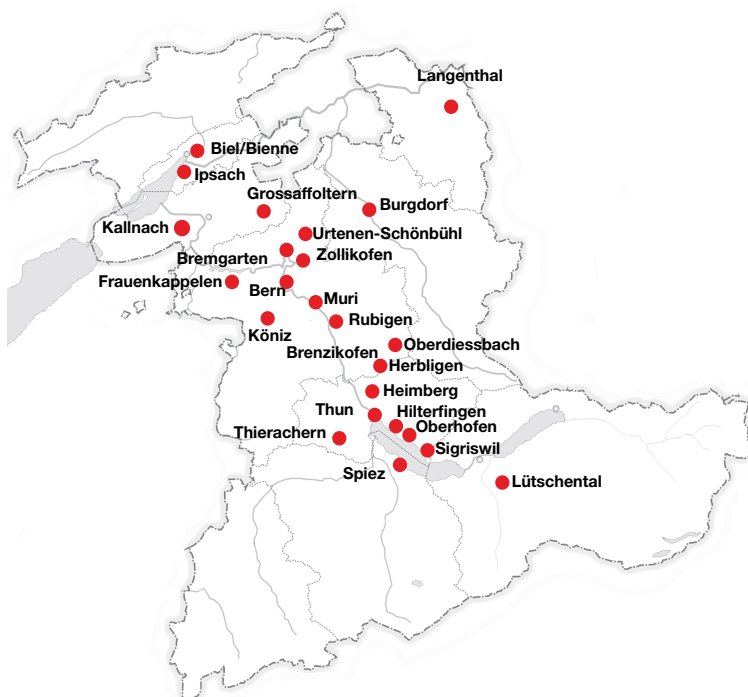 Langenthal
Biel/Bienne
Ipsach
Grossaffoltern
Burgdorf
Kallnach
Urtenen-Schönbühl
Bremgarten
Zollikofen
Frauenkappelen
Bern
Muri
Köniz
Rubigen
Oberdiessbach
Brenzikofen
Herbligen
Heimberg
Thun
Hilterfingen
Oberhofen
Thierachern
Sigriswil
Spiez
Lütschental